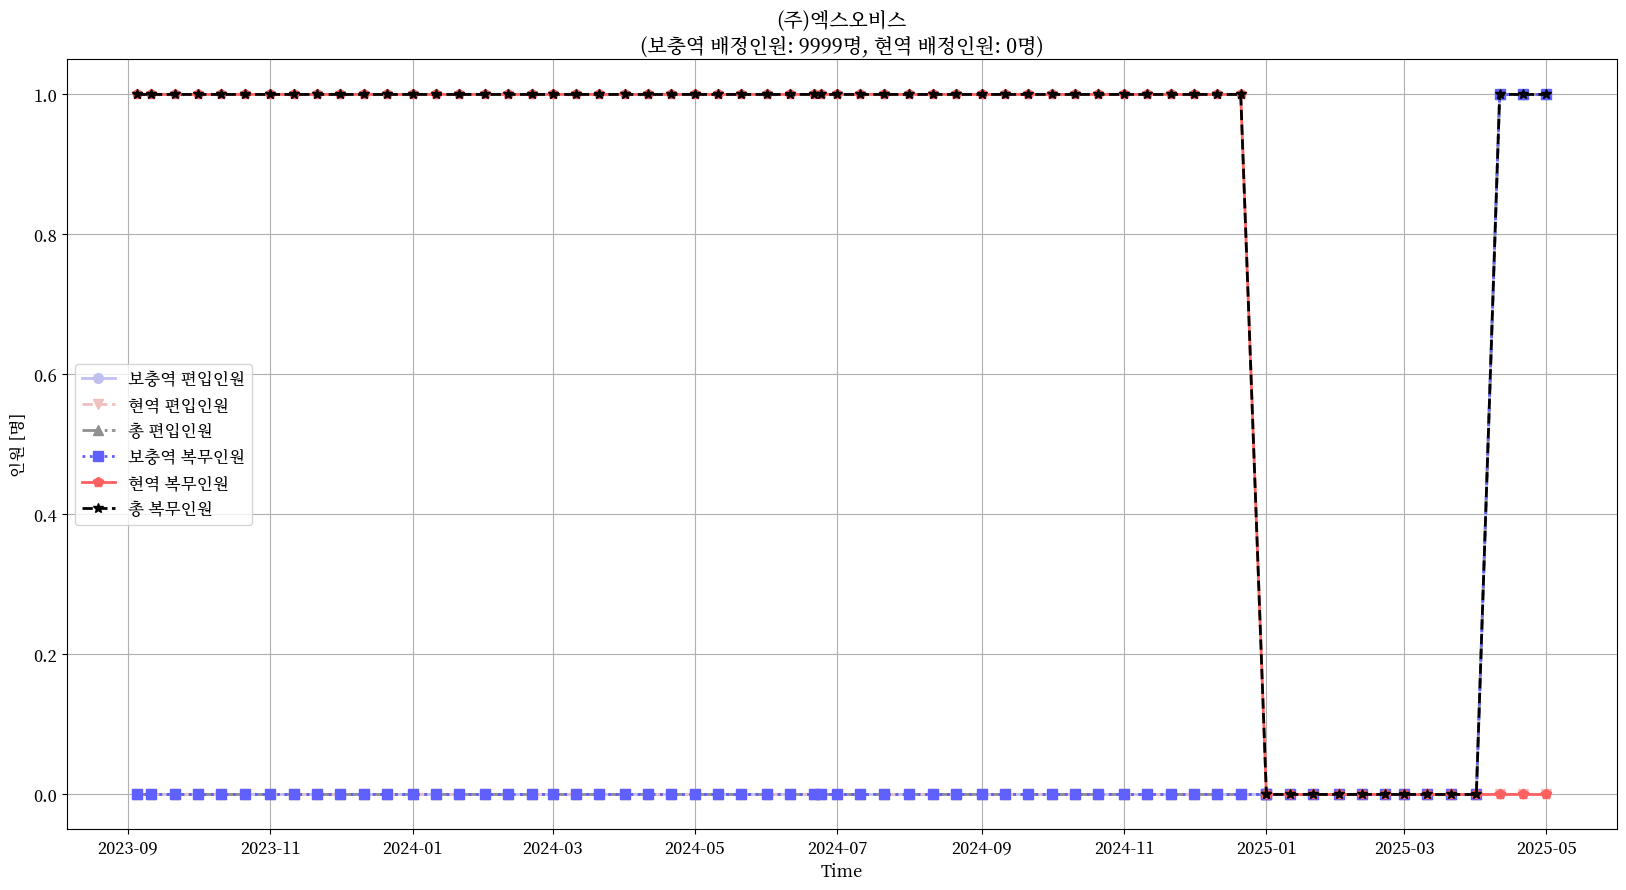 (주)엑스오비스
(보충역 배정인원: 9999명, 현역 배정인원: 0명)
인원 [명]
1.0
0.8
0.6
0.4
0.2
0.0
보충역 편입인원
현역 편입인원
총 편입인원
보충역 복무인원
현역 복무인원
총 복무인원
2023-09 2023-11 2024-01 2024-03 2024-05 2024-07 2024-09 2024-11 2025-01 2025-03 2025-05
Time